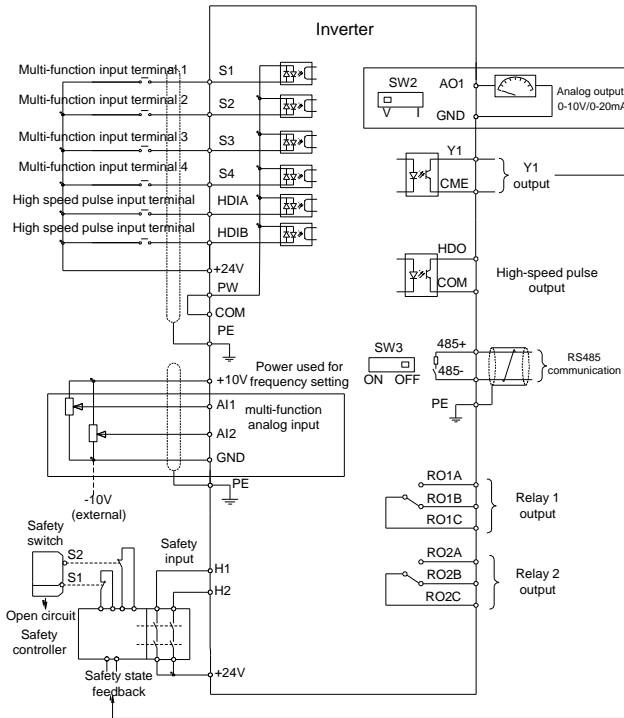 Inverter
Multi-function input terminal 1
S1
Multi-function input terminal 2
S2
Multi-function input terminal 3
S3
Multi-function input terminal 4
S4
High speed pulse input terminal
HDIA
High speed pulse input terminal
HDIB
+24V
PW
COM
PE
Power used for
frequency setting
+10V
AI1
multi-function
analog input
AI2
GND
PE
-10V
(external)
Safety
switch
S2
S1
Open circuit
Safety
controller
Safety
input
H1
H2
+24V
Safety state
feedback
SW2
V
I
AO1
GND
Analog output
0-10V/0-20mA
Y1
CME
Y1
output
HDO
COM
High-speed pulse
output
SW3
ON
OFF
485+
485-
RS485
communication
PE
RO1A
RO1B
RO1C
Relay 1
output
RO2A
RO2B
RO2C
Relay 2
output